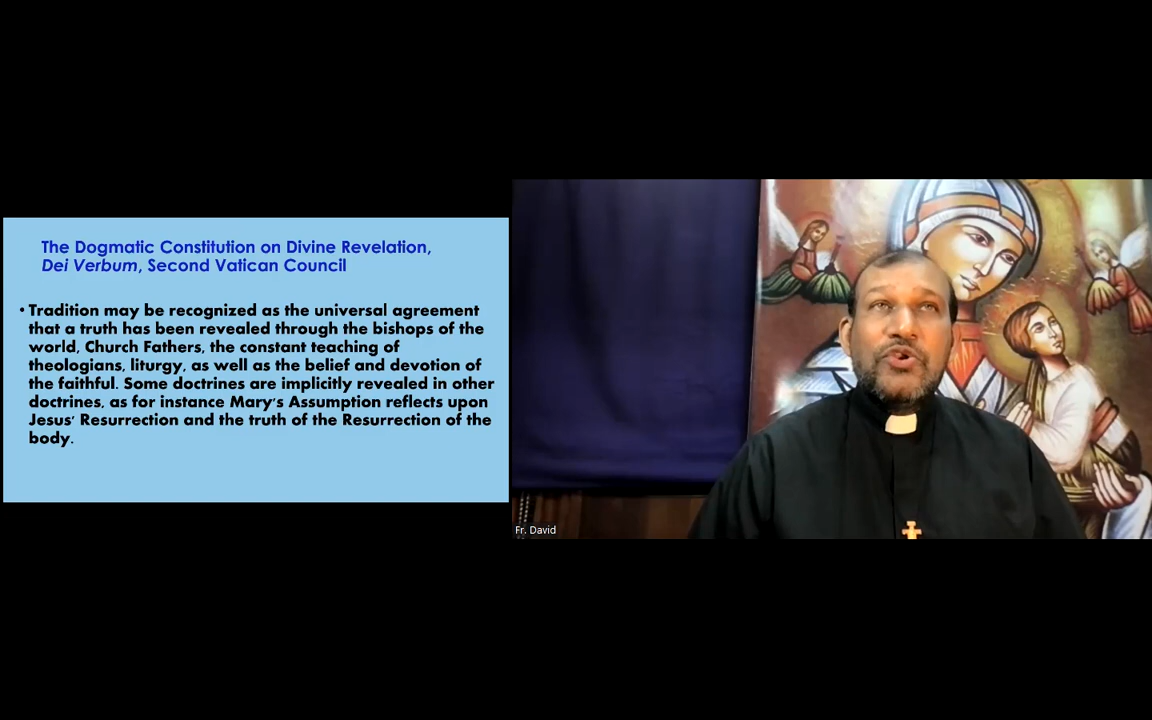 The Dogmatic Constitution on Divine Revelation,
Dei Verbum, Second Vatican Council
• Tradition may be recognized as the universal agreement
that a truth has been revealed through the bishops of the
world, Church Fathers, the constant teaching of
theologians, liturgy, as well as the belief and devotion of
the faithful. Some doctrines are implicitly revealed in other
doctrines, as for instance Mary's Assumption reflects upon
Jesus' Resurrection and the truth of the Resurrection of the
body.
Fr. David